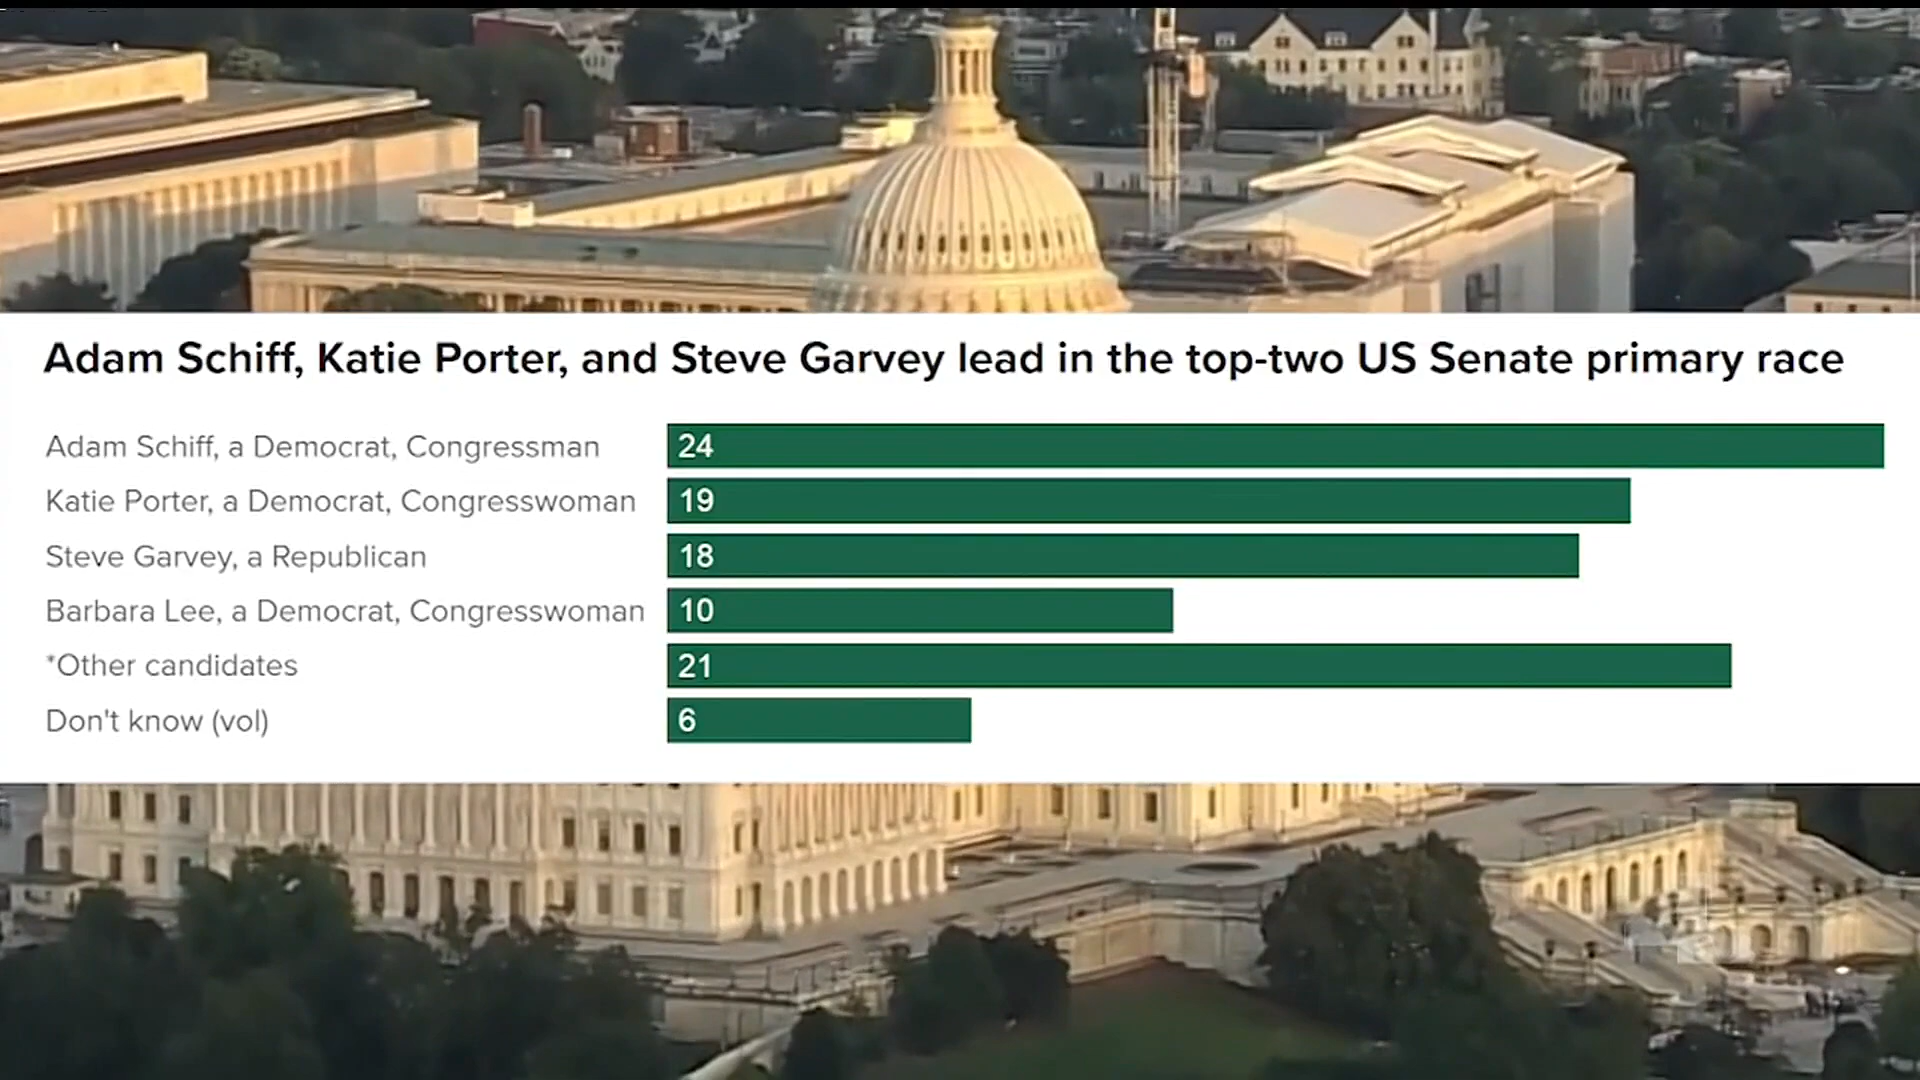 Adam Schiff, Katie Porter, and Steve Garvey lead in the top-two US Senate primary race
Adam Schiff, a Democrat, Congressman 24
Katie Porter, a Democrat, Congresswoman 19
Steve Garvey, a Republican 18
Barbara Lee, a Democrat, Congresswoman 10
*Other candidates 21
Don't know (vol) 6